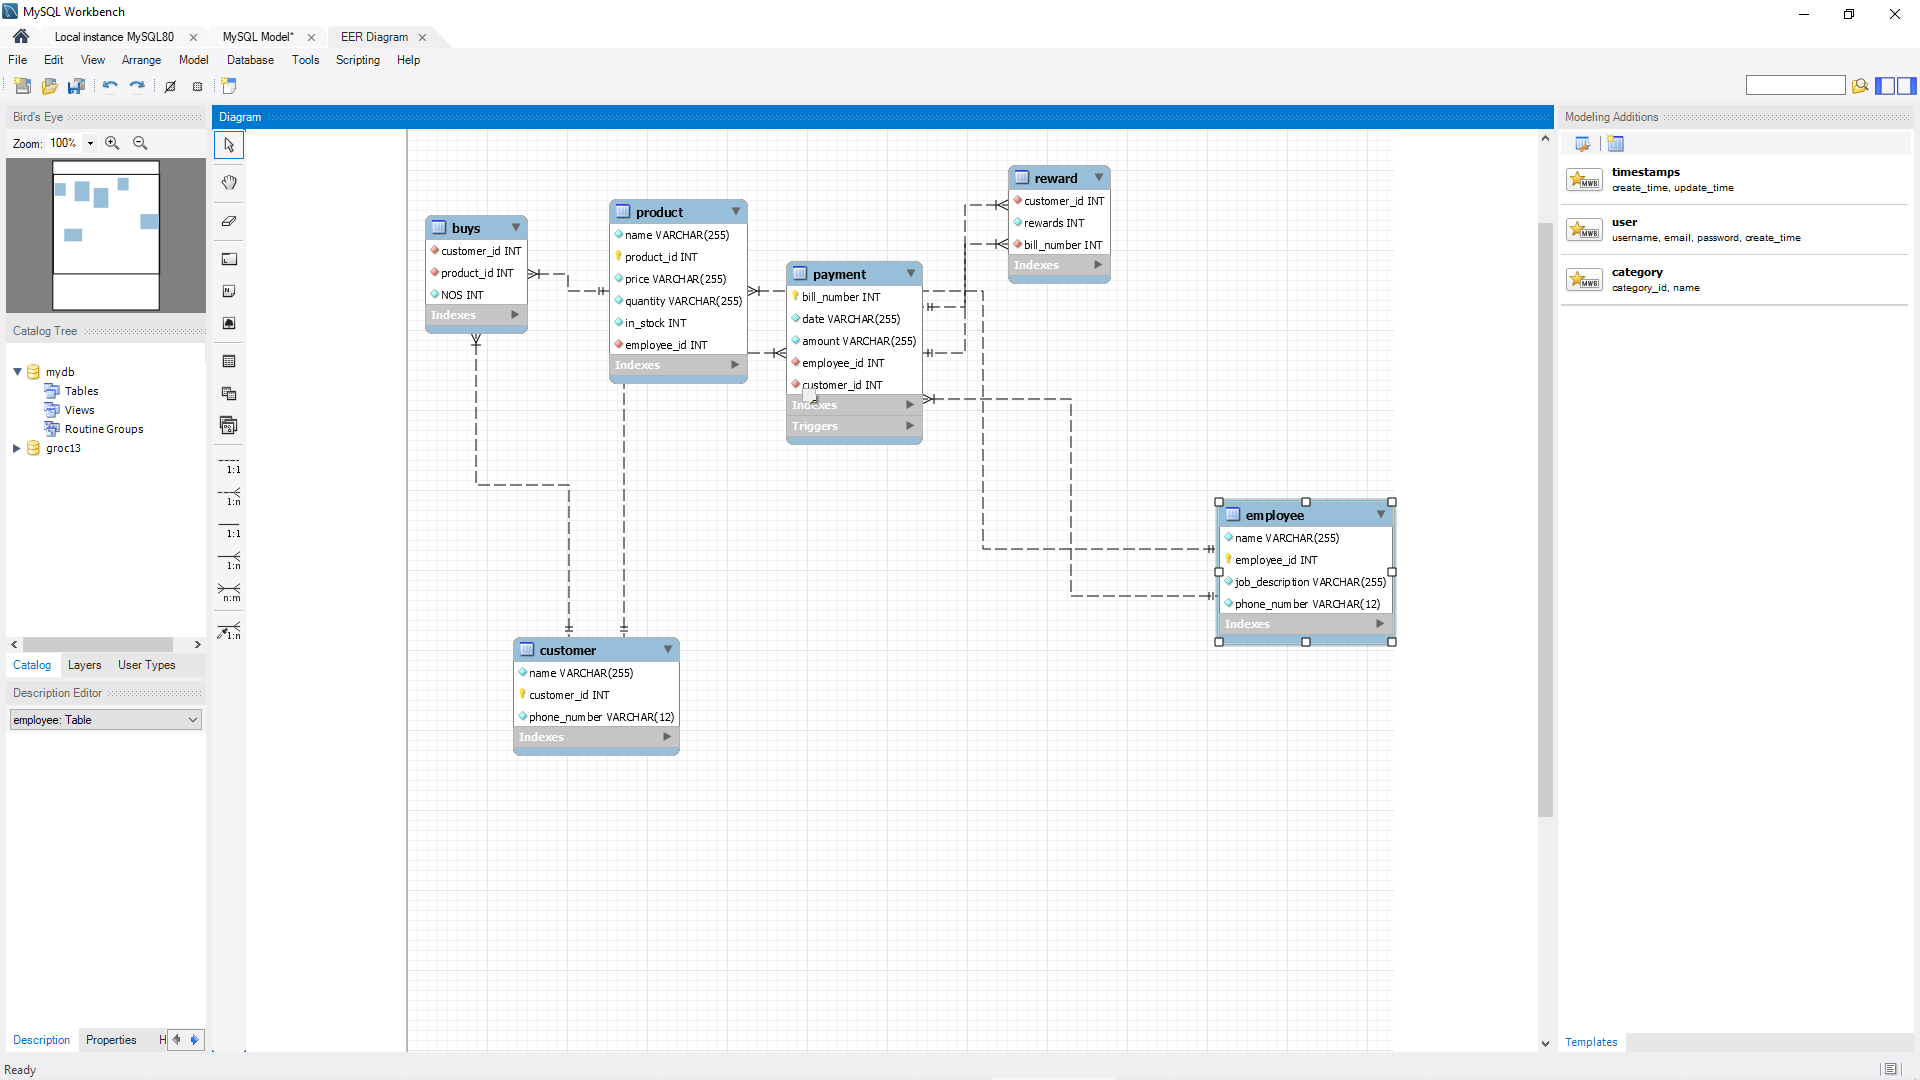 MySQL Workbench
Local instance MySQL80
MySQL Model*
EER Diagram
File Edit View Arrange Model Database Tools Scripting Help
Bird's Eye
Zoom: 100%
Catalog Tree
mydb
Tables
Views
Routine Groups
groc13
Catalog Layers User Types
Description Editor
employee: Table
Description Properties H
Ready
Diagram
1:1
1:n
1:1
1:n
n:m
1:n
buys
customer_id INT
product_id INT
NOS INT
Indexes
product
name VARCHAR(255)
product_id INT
price VARCHAR(255)
quantity VARCHAR(255)
in_stock INT
employee_id INT
Indexes
payment
bill_number INT
date VARCHAR(255)
amount VARCHAR(255)
employee_id INT
customer_id INT
Indexes
Triggers
reward
customer_id INT
rewards INT
bill_number INT
Indexes
employee
name VARCHAR(255)
employee_id INT
job_description VARCHAR(255)
phone_number VARCHAR(12)
Indexes
customer
name VARCHAR(255)
customer_id INT
phone_number VARCHAR(12)
Indexes
Modeling Additions
MWB
timestamps
create_time, update_time
MWB
user
username, email, password, create_time
MWB
category
category_id, name
Templates